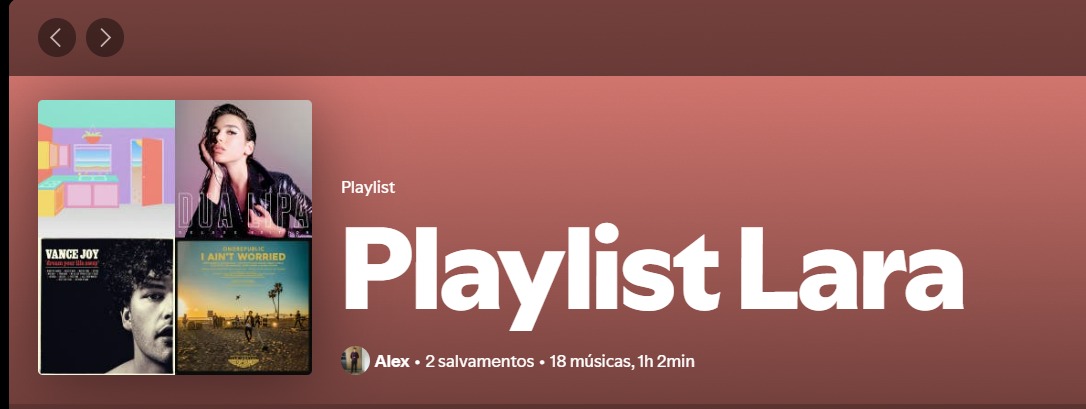 Playlist
Playlist Lara
Alex • 2 salvamentos • 18 músicas, 1h 2min
DUA LIPA
VANCE JOY
dream your life away
ONEREPUBLIC
I AIN'T WORRIED